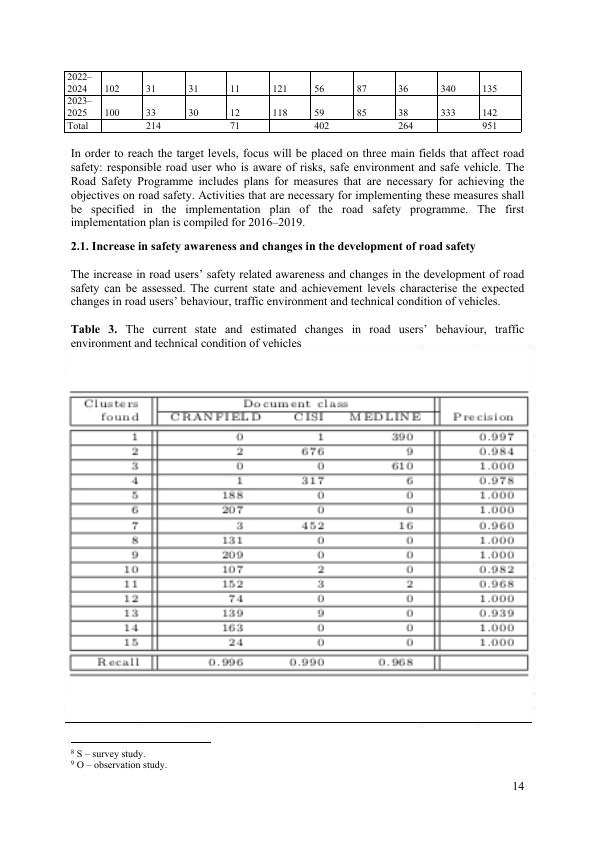 2022–
2024 102 31 31 11 121 56 87 36 340 135
2023–
2025 100 33 30 12 118 59 85 38 333 142
Total 214 71 402 264 951
In order to reach the target levels, focus will be placed on three main fields that affect road
safety: responsible road user who is aware of risks, safe environment and safe vehicle. The
Road Safety Programme includes plans for measures that are necessary for achieving the
objectives on road safety. Activities that are necessary for implementing these measures shall
be specified in the implementation plan of the road safety programme. The first
implementation plan is compiled for 2016–2019.
2.1. Increase in safety awareness and changes in the development of road safety
The increase in road users’ safety related awareness and changes in the development of road
safety can be assessed. The current state and achievement levels characterise the expected
changes in road users’ behaviour, traffic environment and technical condition of vehicles.
Table 3. The current state and estimated changes in road users’ behaviour, traffic
environment and technical condition of vehicles
Clusters Document class
found CRANFIELD CISI MEDLINE Precision
1 0 1 390 0.997
2 2 676 9 0.984
3 0 0 610 1.000
4 1 317 6 0.978
5 188 0 0 1.000
6 207 0 0 1.000
7 3 452 16 0.960
8 131 0 0 1.000
9 209 0 0 1.000
10 107 2 0 0.982
11 152 3 2 0.968
12 74 0 0 1.000
13 139 9 0 0.939
14 163 0 0 1.000
15 24 0 0 1.000
Recall 0.996 0.990 0.968
8 S – survey study.
9 O – observation study.
14